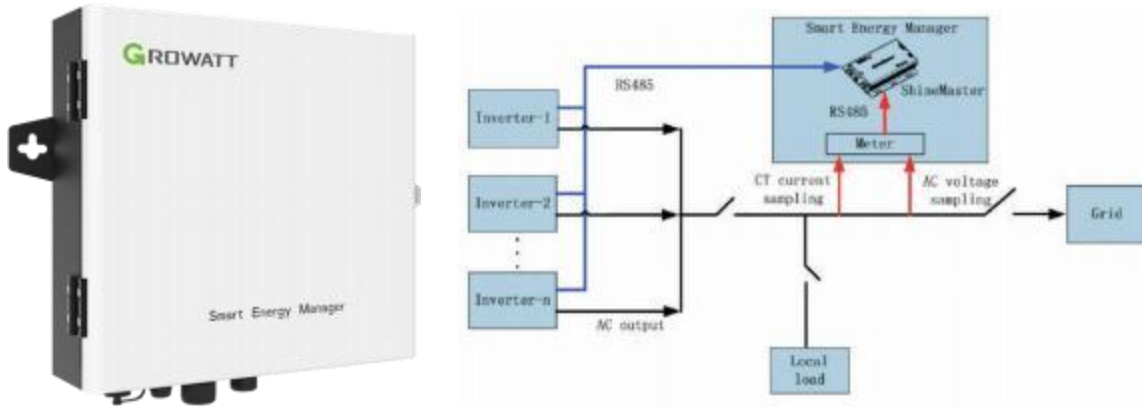 GROWATT
Smart Energy Manager
Smart Energy Manager
ShineMaster
RS485
RS485
Meter
Inverter-1
Inverter-2
Inverter-n
CT current
sampling
AC voltage
sampling
Grid
AC output
Local
load